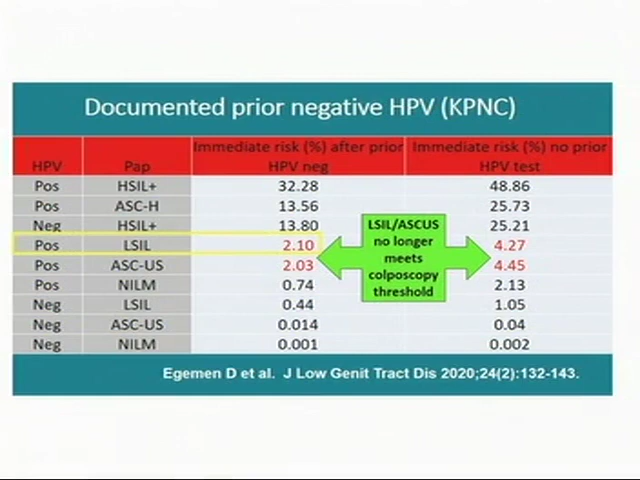 Documented prior negative HPV (KPNC)
Immediate risk (%) after prior Immediate risk (%) no prior
HPV Pap HPV neg HPV test
Pos HSIL+ 32.28 48.86
Pos ASC-H 13.56 25.73
Neg HSIL+ 13.80 25.21
Pos LSIL 2.10 4.27
Pos ASC-US 2.03 4.45
Pos NILM 0.74 2.13
Neg LSIL 0.44 1.05
Neg ASC-US 0.014 0.04
Neg NILM 0.001 0.002
LSIL/ASCUS
no longer
meets
colposcopy
threshold
Egemen D et al. J Low Genit Tract Dis 2020;24(2):132-143.